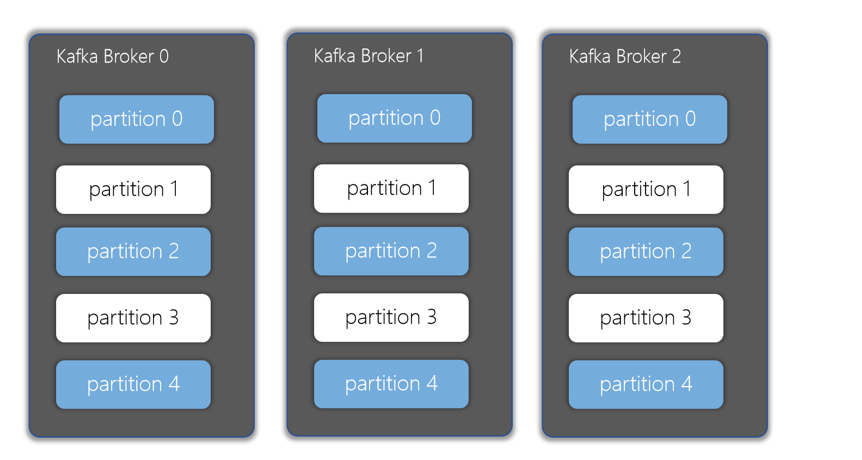 Kafka Broker 0
partition 0
partition 1
partition 2
partition 3
partition 4
Kafka Broker 1
partition 0
partition 1
partition 2
partition 3
partition 4
Kafka Broker 2
partition 0
partition 1
partition 2
partition 3
partition 4